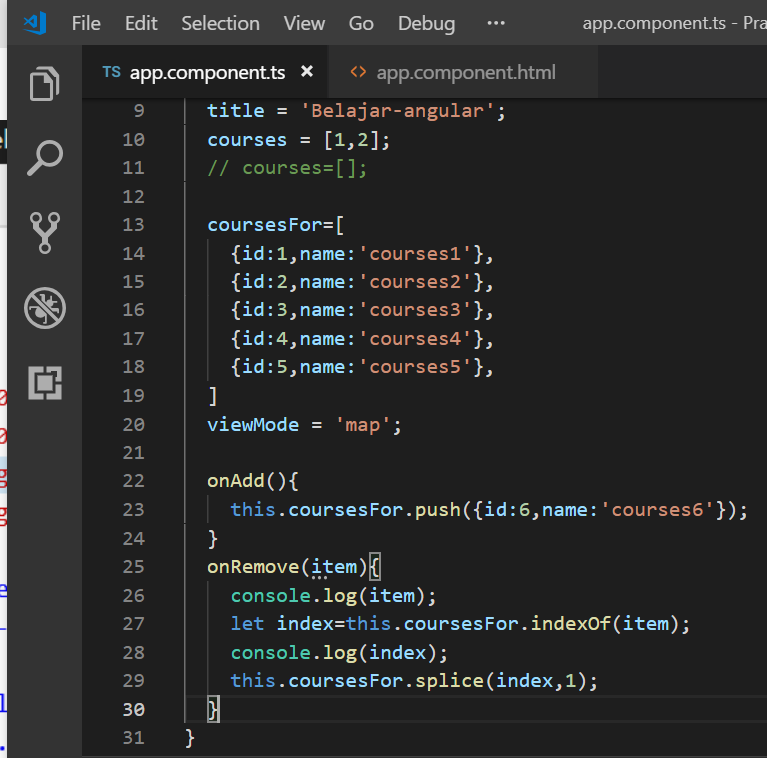 File Edit Selection View Go Debug ··· app.component.ts - Pra
TS app.component.ts × <> app.component.html
9 title = 'Belajar-angular';
10 courses = [1,2];
11 // courses=[];
12
13 coursesFor=[
14 {id:1,name:'courses1'},
15 {id:2,name:'courses2'},
16 {id:3,name:'courses3'},
17 {id:4,name:'courses4'},
18 {id:5,name:'courses5'},
19 ]
20 viewMode = 'map';
21
22 onAdd(){
23 this.coursesFor.push({id:6,name:'courses6'});
24 }
25 onRemove(item){
26 console.log(item);
27 let index=this.coursesFor.indexOf(item);
28 console.log(index);
29 this.coursesFor.splice(index,1);
30 }
31 }